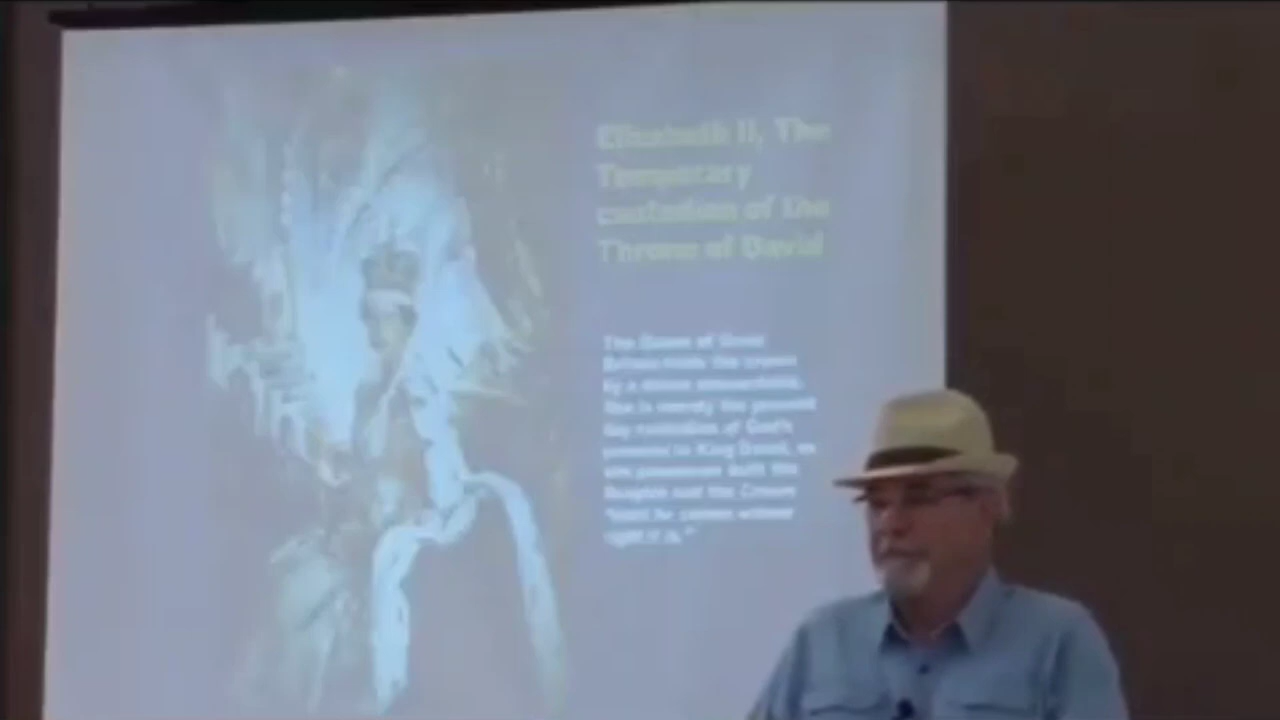 Elizabeth II, The
Temporary
custodian of the
Throne of David
The Queen of Great
Britain holds the crown
by a divine
She is merely the present
day custodian of God's
promise to King David, as
she possesses both the
Sceptre and the Crown
"until he comes whose
right it is."